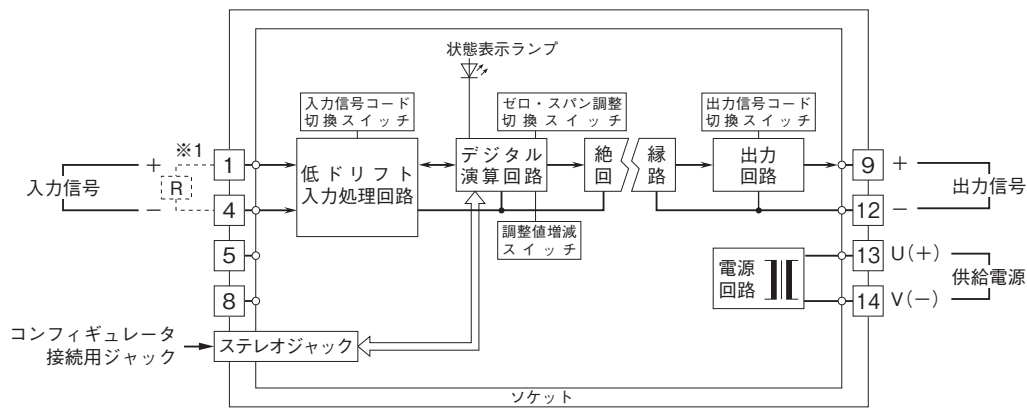 状態表示ランプ
入力信号コード
切換スイッチ
ゼロ・スパン調整
切換スイッチ
出力信号コード
切換スイッチ
※1
+
入力信号
−
R
1
4
5
8
低ドリフト
入力処理回路
デジタル
演算回路
絶
回
縁
路
出力
回路
調整値増減
スイッチ
9
+
出力信号
12
−
電源
回路
13
U(+)
供給電源
14
V(−)
コンフィギュレータ
接続用ジャック
ステレオジャック
ソケット